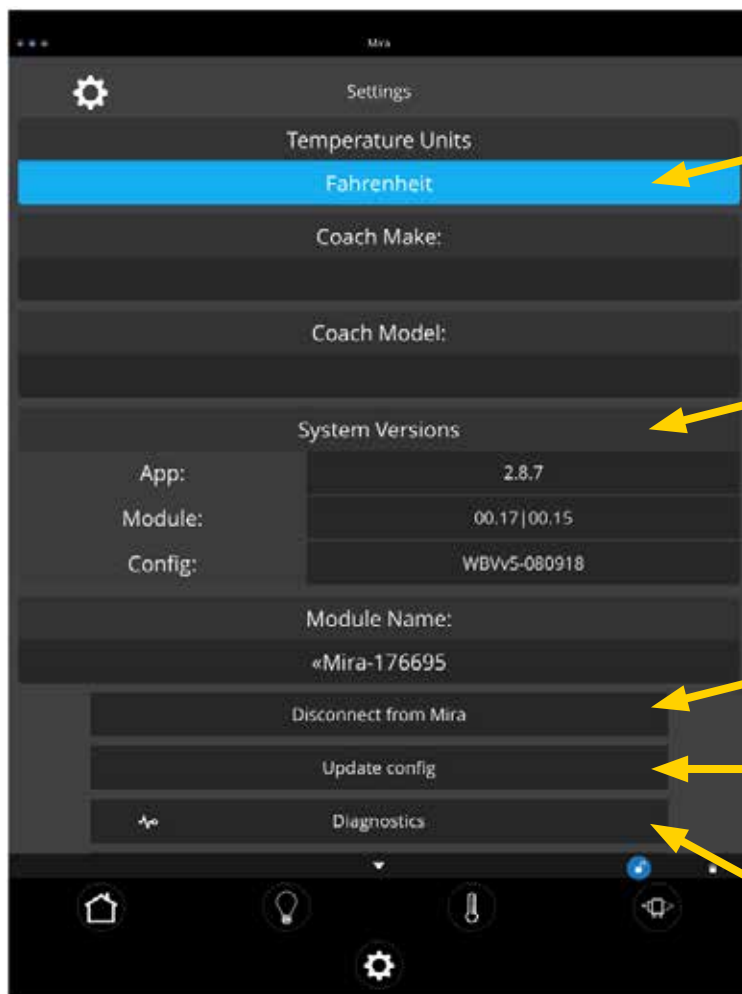 Mira
Settings
Temperature Units
Fahrenheit
Coach Make:
Coach Model:
System Versions
App: 2.8.7
Module: 00.17|00.15
Config: WBVv5-080918
Module Name:
«Mira-176695
Disconnect from Mira
Update config
Diagnostics